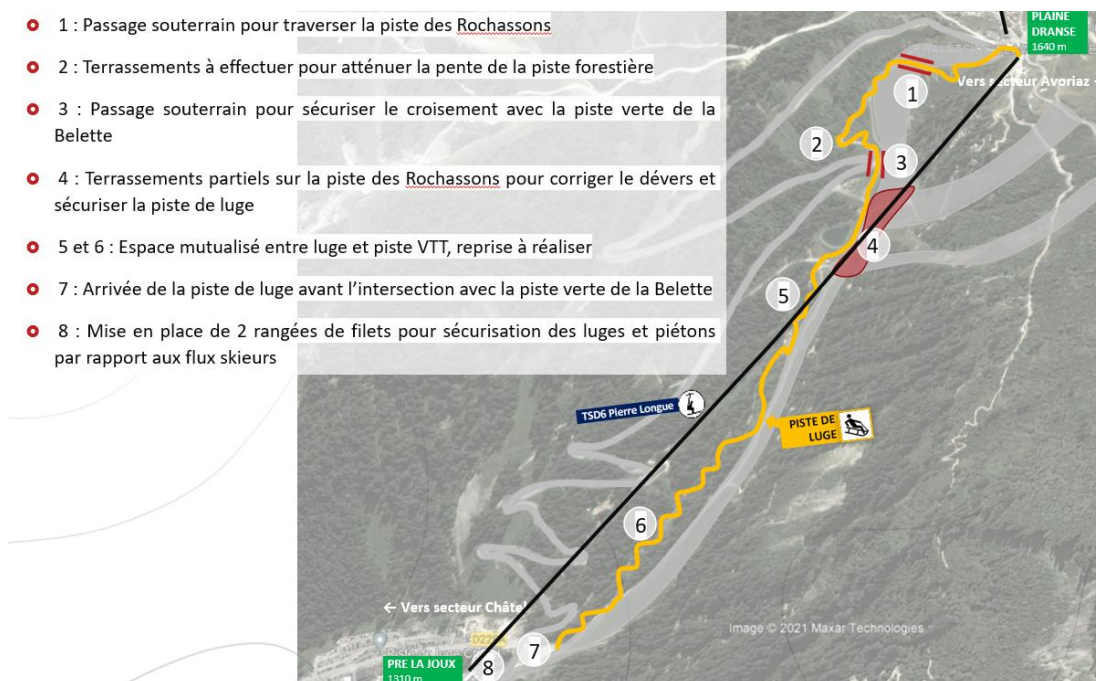 1 : Passage souterrain pour traverser la piste des Rochassons
2 : Terrassements à effectuer pour atténuer la pente de la piste forestière
3 : Passage souterrain pour sécuriser le croisement avec la piste verte de la
Belette
4 : Terrassements partiels sur la piste des Rochassons pour corriger le dévers et
sécuriser la piste de luge
5 et 6 : Espace mutualisé entre luge et piste VTT, reprise à réaliser
7 : Arrivée de la piste de luge avant l'intersection avec la piste verte de la Belette
8 : Mise en place de 2 rangées de filets pour sécurisation des luges et piétons
par rapport aux flux skieurs
PLAINE
DRANSE
1640 m
Vers secteur Avoriaz
1
2
3
4
5
TSD6 Pierre Longue
PISTE DE
LUGE
6
← Vers secteur Châtel
Image © 2021 Maxar Technologies
7
8
Piste de luge
PRE LA JOUX
1310 m